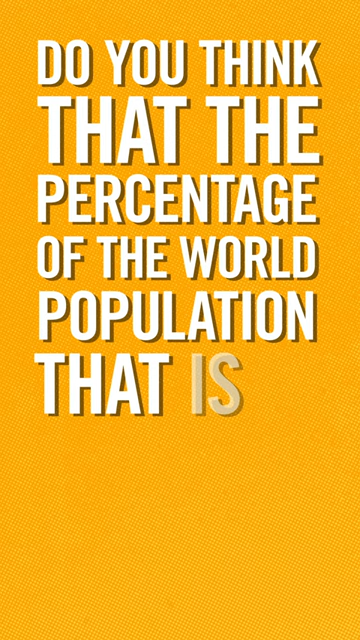 DO YOU THINK
THAT THE
PERCENTAGE
OF THE WORLD
POPULATION
THAT IS